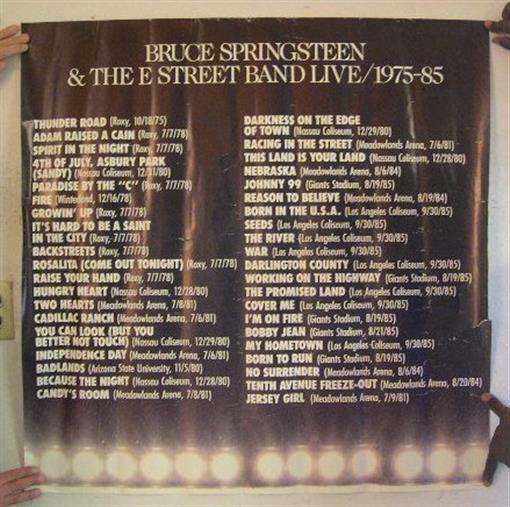 BRUCE SPRINGSTEEN
& THE E STREET BAND LIVE/1975-85
THUNDER ROAD (Roxy, 10/18/75)
ADAM RAISED A CAIN (Roxy, 7/7/78)
SPIRIT IN THE NIGHT (Roxy, 7/7/78)
4TH OF JULY, ASBURY PARK
(SANDY) (Nassau Coliseum, 12/31/80)
PARADISE BY THE "C" (Roxy, 7/7/78)
FIRE (Winterland, 12/16/78)
GROWIN' UP (Roxy, 7/7/78)
IT'S HARD TO BE A SAINT
IN THE CITY (Roxy, 7/7/78)
BACKSTREETS (Roxy, 7/7/78)
ROSALITA (COME OUT TONIGHT) (Roxy, 7/7/78)
RAISE YOUR HAND (Roxy, 7/7/78)
HUNGRY HEART (Nassau Coliseum, 12/28/80)
TWO HEARTS (Meadowlands Arena, 7/8/81)
CADILLAC RANCH (Meadowlands Arena, 7/6/81)
YOU CAN LOOK (BUT YOU
BETTER NOT TOUCH) (Nassau Coliseum, 12/29/80)
INDEPENDENCE DAY (Meadowlands Arena, 7/6/81)
BADLANDS (Arizona State University, 11/5/80)
BECAUSE THE NIGHT (Nassau Coliseum, 12/28/80)
CANDY'S ROOM (Meadowlands Arena, 7/8/81)
DARKNESS ON THE EDGE
OF TOWN (Nassau Coliseum, 12/29/80)
RACING IN THE STREET (Meadowlands Arena, 7/6/81)
THIS LAND IS YOUR LAND (Nassau Coliseum, 12/28/80)
NEBRASKA (Meadowlands Arena, 8/6/84)
JOHNNY 99 (Giants Stadium, 8/19/85)
REASON TO BELIEVE (Meadowlands Arena, 8/19/84)
BORN IN THE U.S.A. (Los Angeles Coliseum, 9/30/85)
SEEDS (Los Angeles Coliseum, 9/30/85)
THE RIVER (Los Angeles Coliseum, 9/30/85)
WAR (Los Angeles Coliseum, 9/30/85)
DARLINGTON COUNTY (Los Angeles Coliseum, 9/30/85)
WORKING ON THE HIGHWAY (Giants Stadium, 8/19/85)
THE PROMISED LAND (Los Angeles Coliseum, 9/30/85)
COVER ME (Los Angeles Coliseum, 9/30/85)
I'M ON FIRE (Giants Stadium, 8/19/85)
BOBBY JEAN (Giants Stadium, 8/21/85)
MY HOMETOWN (Los Angeles Coliseum, 9/30/85)
BORN TO RUN (Giants Stadium, 8/19/85)
NO SURRENDER (Meadowlands Arena, 8/6/84)
TENTH AVENUE FREEZE-OUT (Meadowlands Arena, 8/20/84)
JERSEY GIRL (Meadowlands Arena, 7/9/81)